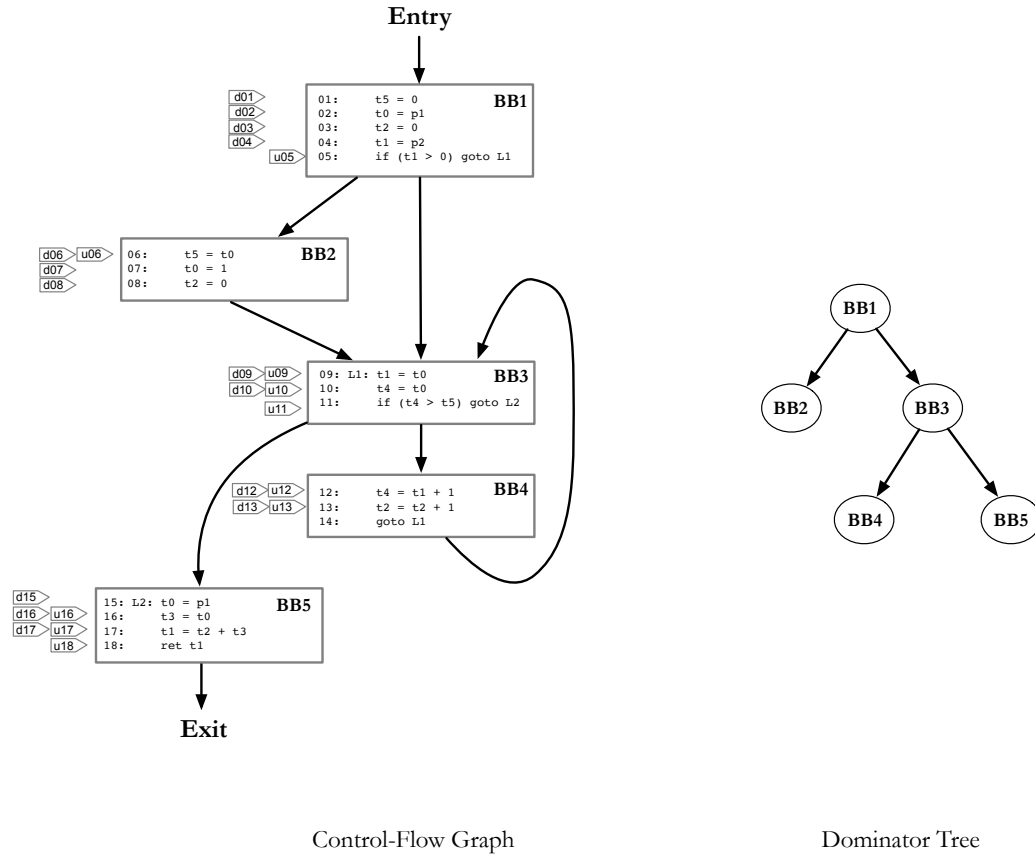 Entry
BB1
d01
01: t5 = 0
d02
02: t0 = p1
d03
03: t2 = 0
d04
04: t1 = p2
u05
05: if (t1 > 0) goto L1
BB2
d06 u06
06: t5 = t0
d07
07: t0 = 1
d08
08: t2 = 0
BB3
d09 u09
09: L1: t1 = t0
d10 u10
10: t4 = t0
u11
11: if (t4 > t5) goto L2
BB4
d12 u12
12: t4 = t1 + 1
d13 u13
13: t2 = t2 + 1
14: goto L1
BB5
d15
15: L2: t0 = p1
d16 u16
16: t3 = t0
d17 u17
17: t1 = t2 + t3
u18
18: ret t1
Exit
Control-Flow Graph
BB1
BB2 BB3
BB4 BB5
Dominator Tree